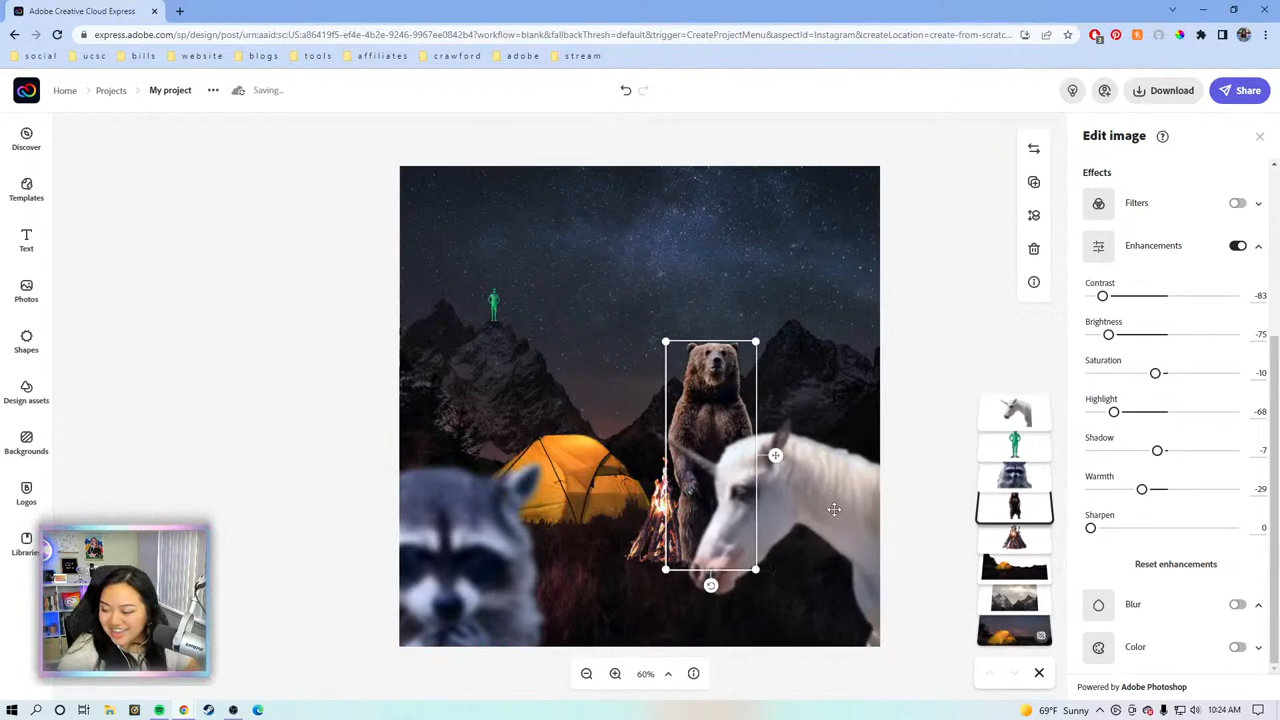 Adobe Creative Cloud Express
express.adobe.com/sp/design/post/urn:aaid:sc:US:a86419f5-ef4e-4b2e-9246-9967ee0842b4?workflow=blank&fallbackThresh=default&trigger=CreateProjectMenu&aspectId=Instagram&createLocation=create-from-scratc...
social ucsc bills website blogs tools affiliates crawford adobe stream
Home Projects My project Saving... Download Share
Discover
Templates
Text
Photos
Shapes
Design assets
Backgrounds
Logos
Libraries
Edit image
Effects
Filters
Enhancements
Contrast
-83
Brightness
-75
Saturation
-10
Highlight
-68
Shadow
-7
Warmth
-29
Sharpen
0
Reset enhancements
Blur
Color
60%
Powered by Adobe Photoshop
69°F Sunny 10:24 AM